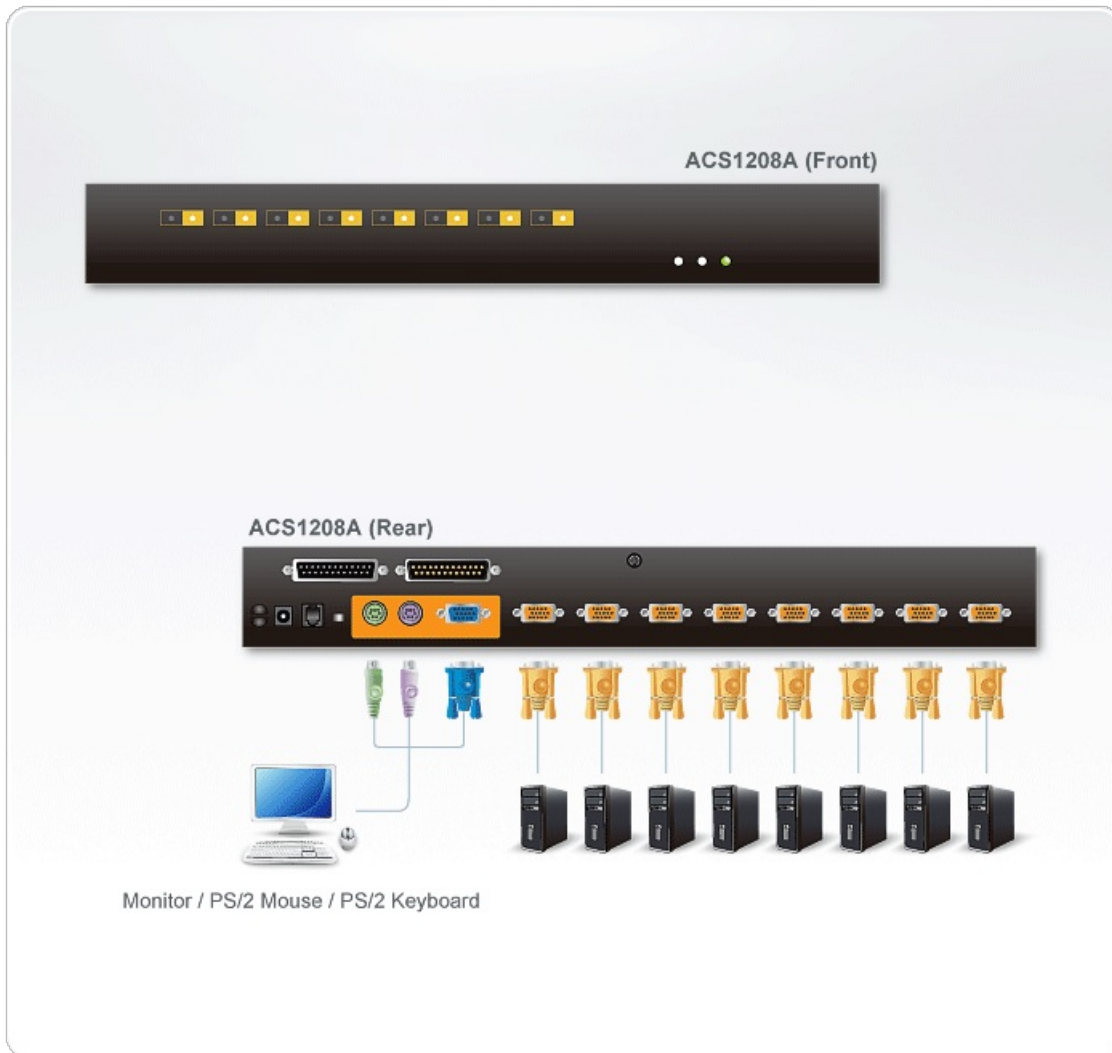 ACS1208A (Front)
ACS1208A (Rear)
Monitor / PS/2 Mouse / PS/2 Keyboard